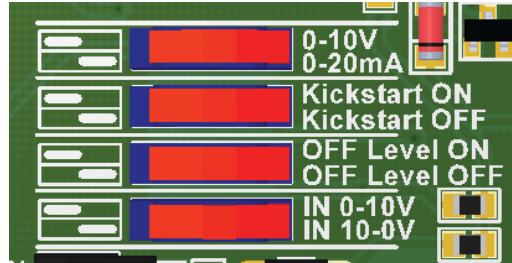 0-10V
0-20mA
Kickstart ON
Kickstart OFF
OFF Level ON
OFF Level OFF
IN 0-10V
IN 10-0V